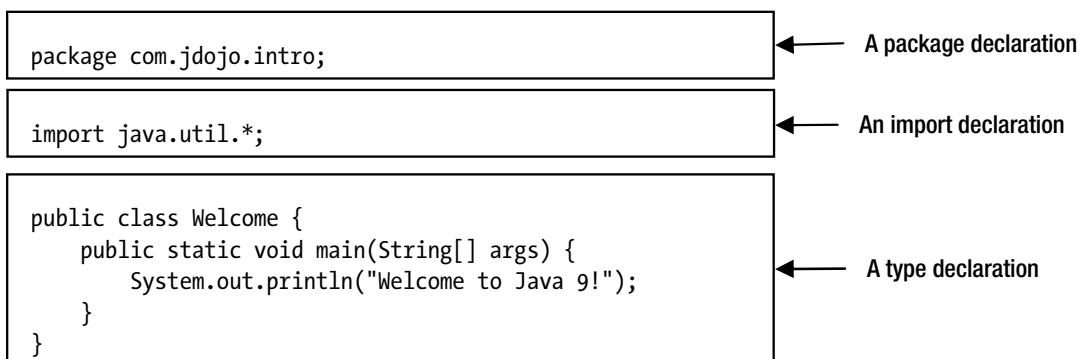 package com.jdojo.intro;
A package declaration
import java.util.*;
An import declaration
public class Welcome {
    public static void main(String[] args) {
        System.out.println("Welcome to Java 9!");
    }
}
A type declaration